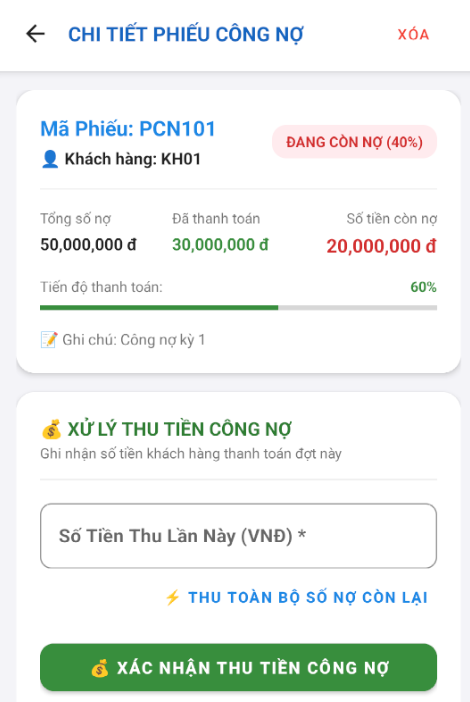 CHI TIẾT PHIẾU CÔNG NỢ
XÓA
Mã Phiếu: PCN101
👤 Khách hàng: KH01
ĐANG CÒN NỢ (40%)
Tổng số nợ
Đã thanh toán
Số tiền còn nợ
50,000,000 đ
30,000,000 đ
20,000,000 đ
Tiến độ thanh toán:
60%
📝 Ghi chú: Công nợ kỳ 1
💰 XỬ LÝ THU TIỀN CÔNG NỢ
Ghi nhận số tiền khách hàng thanh toán đợt này
Số Tiền Thu Lần Này (VNĐ) *
⚡ THU TOÀN BỘ SỐ NỢ CÒN LẠI
💰 XÁC NHẬN THU TIỀN CÔNG NỢ